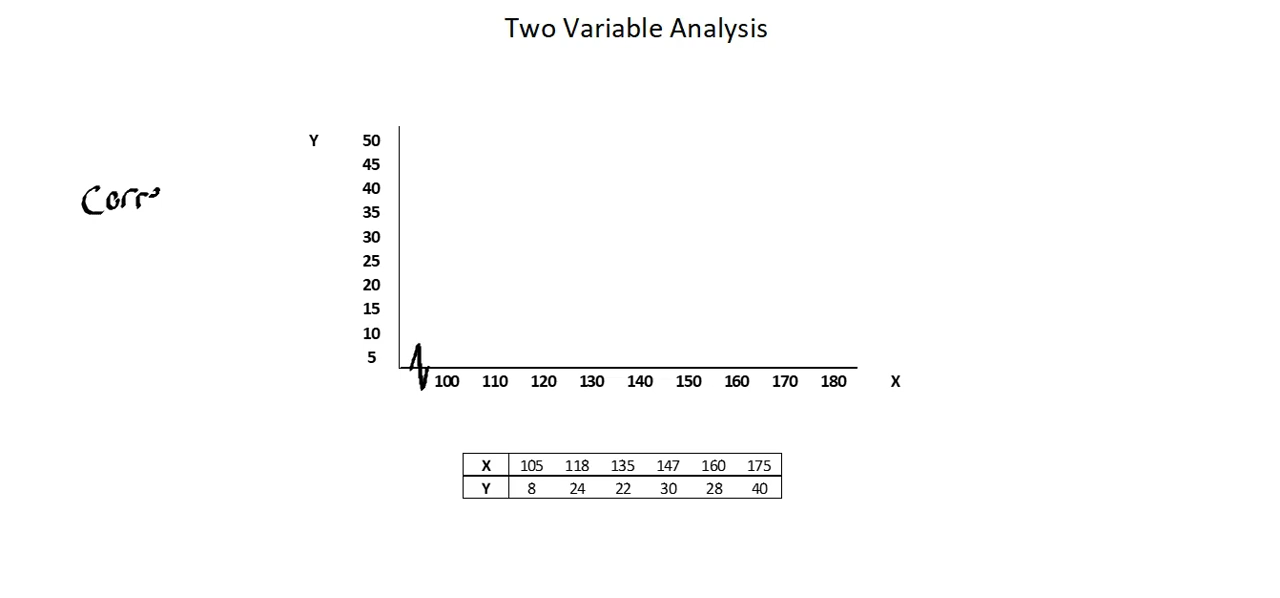 Two Variable Analysis
Y 50
45
Corr
40
35
30
25
20
15
10
5
100 110 120 130 140 150 160 170 180 X
X 105 118 135 147 160 175
Y 8 24 22 30 28 40